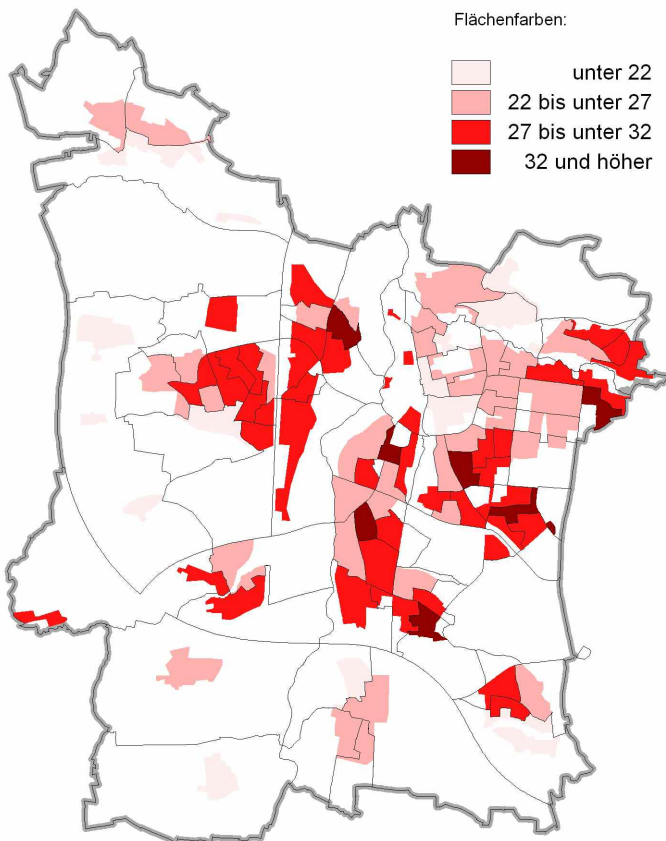 Flächenfarben:
unter 22
22 bis unter 27
27 bis unter 32
32 und höher